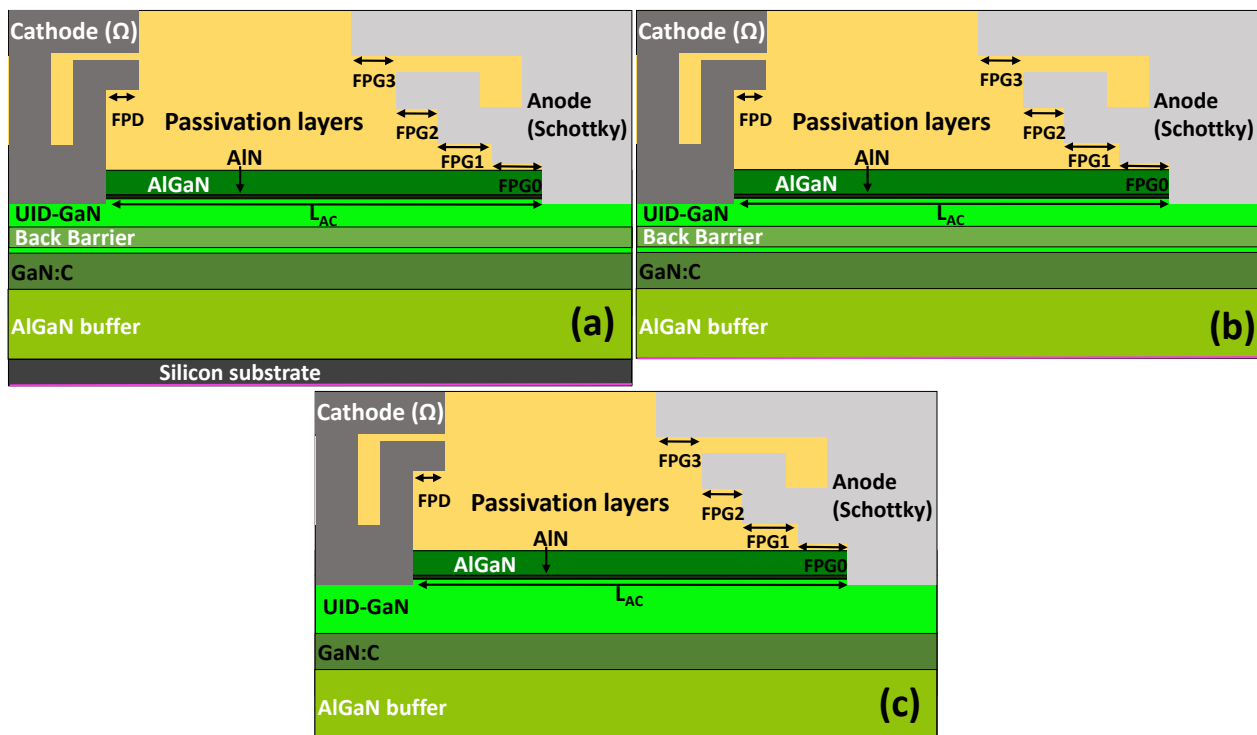 Cathode (Ω)
FPG3
FPD
FPG2
Anode
(Schottky)
Passivation layers
FPG1
AlN
AlGaN
FPG0
UID-GaN
L_AC
Back Barrier
GaN:C
AlGaN buffer
(a)
Silicon substrate
Cathode (Ω)
FPG3
FPD
FPG2
Anode
(Schottky)
Passivation layers
FPG1
AlN
AlGaN
FPG0
UID-GaN
L_AC
Back Barrier
GaN:C
AlGaN buffer
(b)
Cathode (Ω)
FPG3
FPD
FPG2
Anode
(Schottky)
Passivation layers
FPG1
AlN
AlGaN
FPG0
UID-GaN
L_AC
GaN:C
AlGaN buffer
(c)